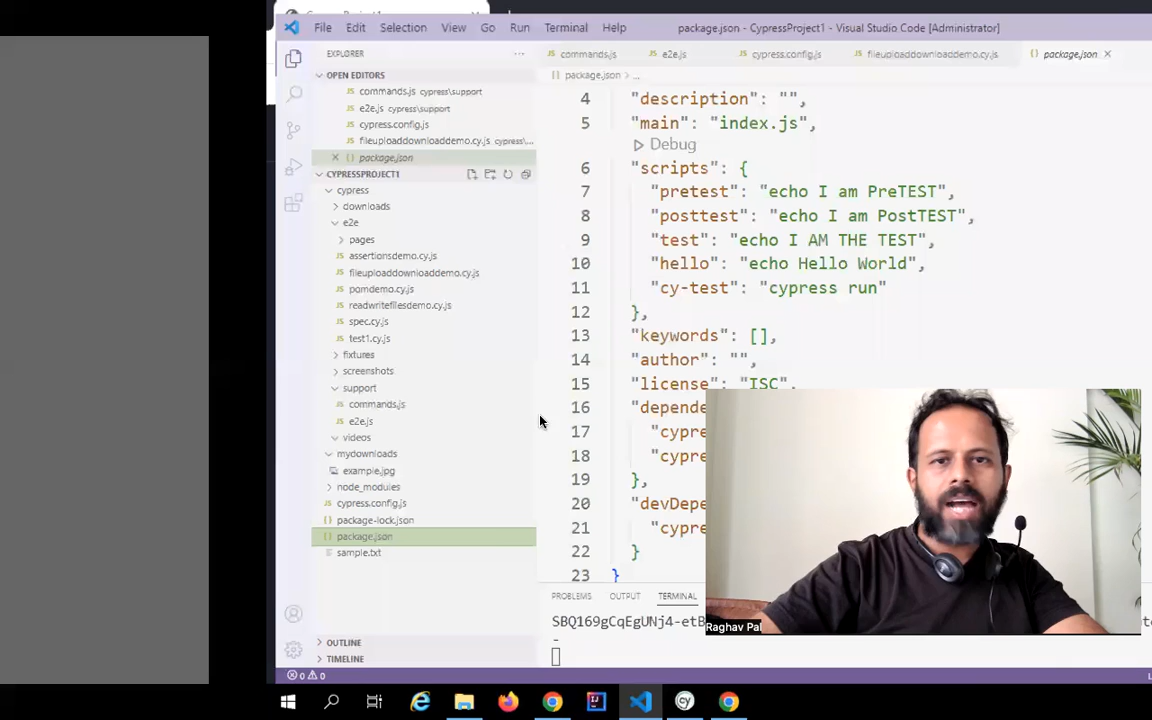 File Edit Selection View Go Run Terminal Help package.json - CypressProject1 - Visual Studio Code [Administrator]
EXPLORER
commands.js e2e.js cypress.config.js fileuploaddownloaddemo.cy.js package.json
OPEN EDITORS
package.json > ...
commands.js cypress\support
e2e.js cypress\support
cypress.config.js
fileuploaddownloaddemo.cy.js cypress\...
package.json
CYPRESSPROJECT1
cypress
downloads
e2e
pages
assertionsdemo.cy.js
fileuploaddownloaddemo.cy.js
pomdemo.cy.js
readwritefilesdemo.cy.js
spec.cy.js
test1.cy.js
fixtures
screenshots
support
commands.js
e2e.js
videos
mydownloads
example.jpg
node_modules
cypress.config.js
package-lock.json
package.json
sample.txt
OUTLINE
TIMELINE
4 "description": "",
5 "main": "index.js",
Debug
6 "scripts": {
7 "pretest": "echo I am PreTEST",
8 "posttest": "echo I am PostTEST",
9 "test": "echo I AM THE TEST",
10 "hello": "echo Hello World",
11 "cy-test": "cypress run"
12 },
13 "keywords": [],
14 "author": "",
15 "license": "ISC",
16 "depende
17 "cypre
18 "cypre
19 },
20 "devDepe
21 "cypre
22 }
23 }
PROBLEMS OUTPUT TERMINAL
SBQ169gCqEgUNj4-etB
-
Raghav Pal
0 0